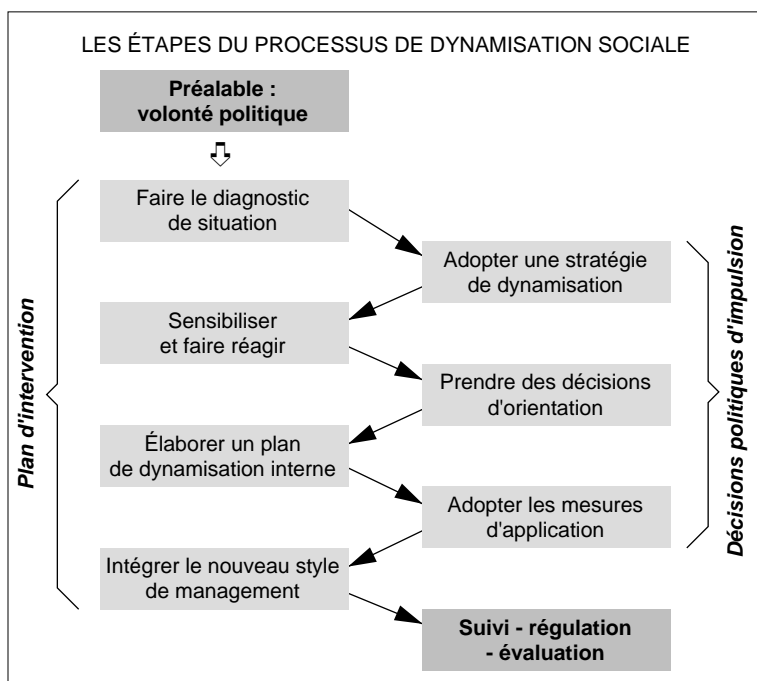 LES ÉTAPES DU PROCESSUS DE DYNAMISATION SOCIALE
Préalable :
volonté politique
Faire le diagnostic
de situation
Adopter une stratégie
de dynamisation
Sensibiliser
et faire réagir
Prendre des décisions
d'orientation
Élaborer un plan
de dynamisation interne
Adopter les mesures
d'application
Intégrer le nouveau style
de management
Suivi - régulation
- évaluation
Plan d'intervention
Décisions politiques d'impulsion